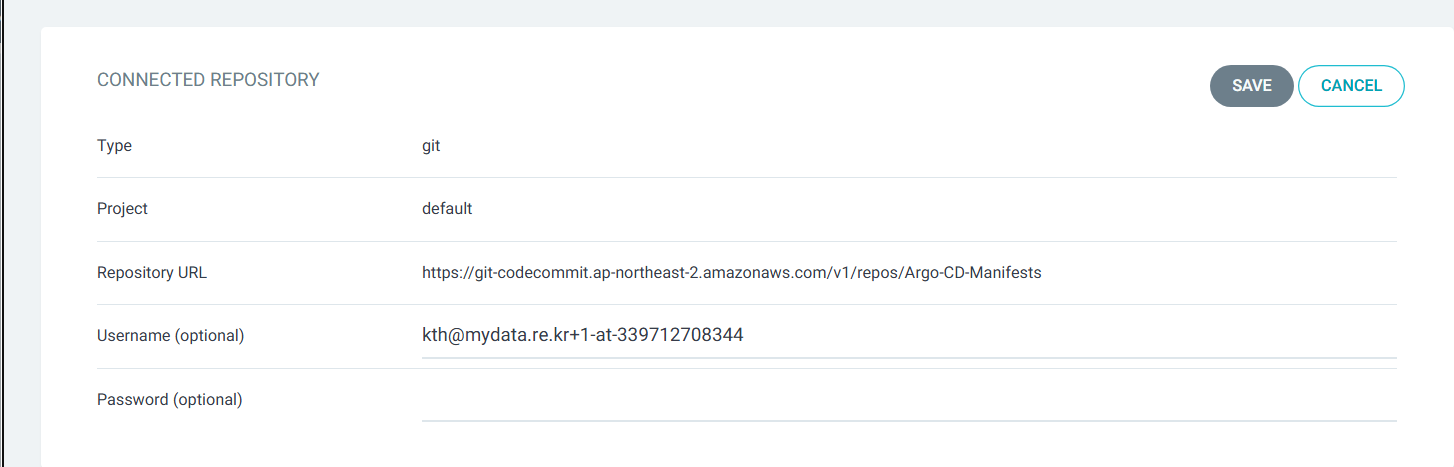 CONNECTED REPOSITORY
SAVE CANCEL
Type git
Project default
Repository URL https://git-codecommit.ap-northeast-2.amazonaws.com/v1/repos/Argo-CD-Manifests
Username (optional) kth@mydata.re.kr+1-at-339712708344
Password (optional)